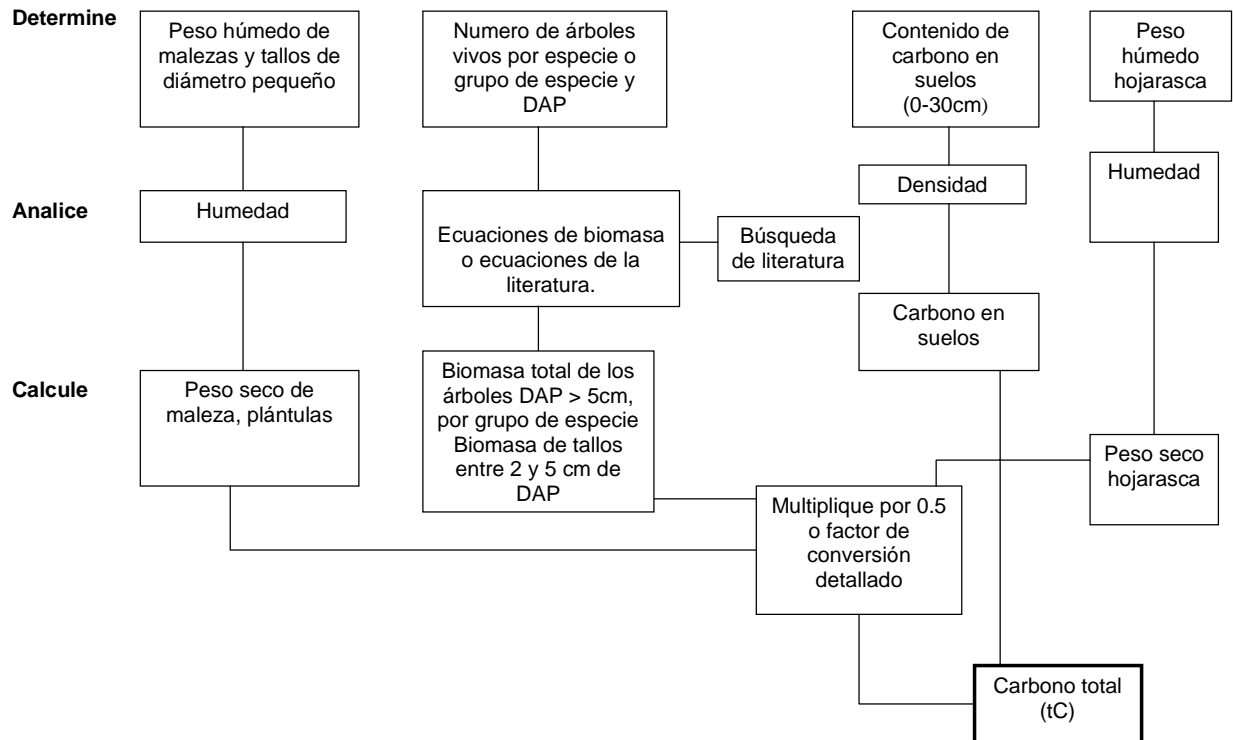 Determine
Peso húmedo de
malezas y tallos de
diámetro pequeño
Numero de árboles
vivos por especie o
grupo de especie y
DAP
Contenido de
carbono en
suelos
(0-30cm)
Peso
húmedo
hojarasca
Analice
Humedad
Ecuaciones de biomasa
o ecuaciones de la
literatura.
Búsqueda
de literatura
Densidad
Humedad
Carbono en
suelos
Calcule
Peso seco de
maleza, plántulas
Biomasa total de los
árboles DAP > 5cm,
por grupo de especie
Biomasa de tallos
entre 2 y 5 cm de
DAP
Peso seco
hojarasca
Multiplique por 0.5
o factor de
conversión
detallado
Carbono total
(tC)